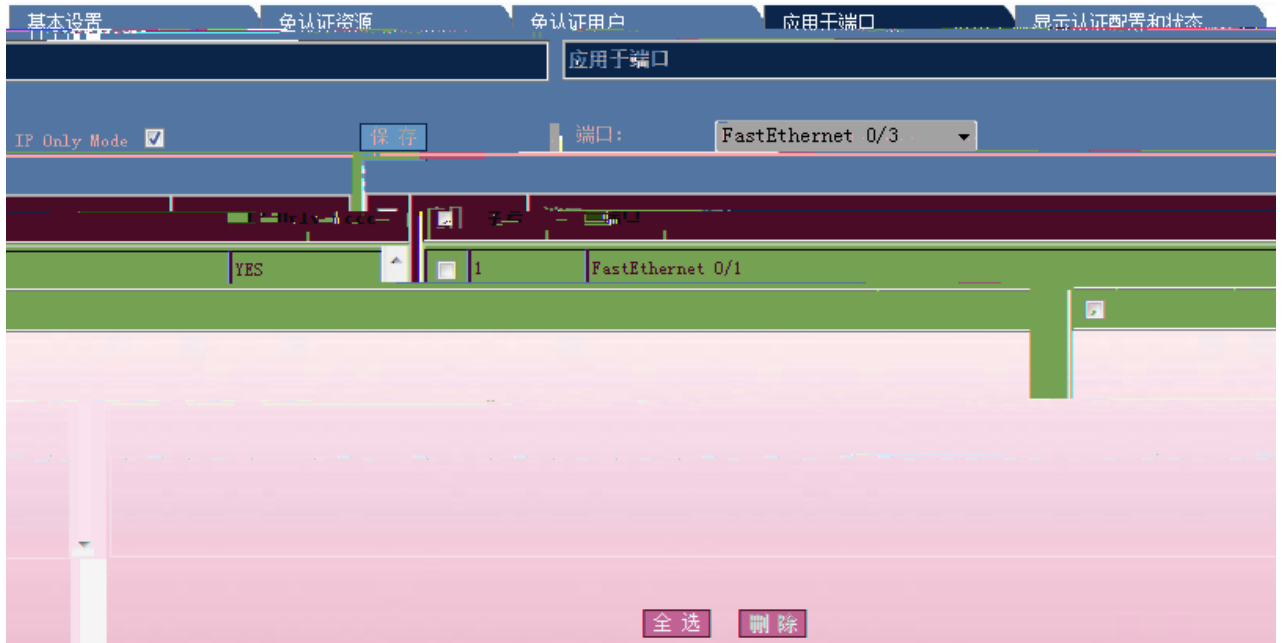 基本设置 免认证资源 免认证用户 应用于端口 显示认证配置和状态
应用于端口
IP Only Mode 保存 端口: FastEthernet 0/3
YES 1 FastEthernet 0/1
全选 删除